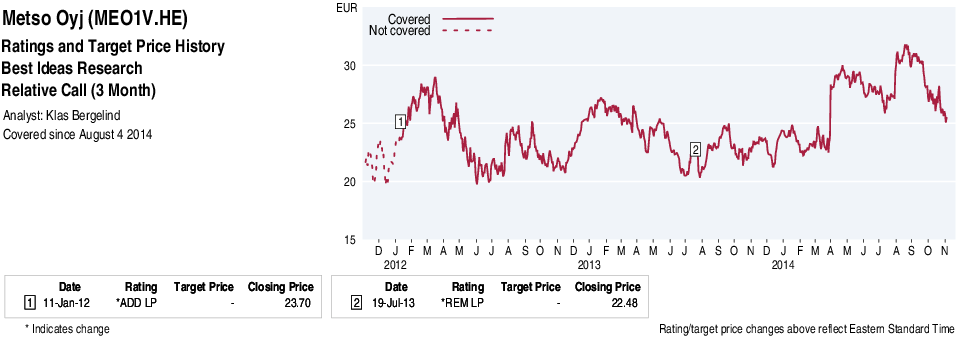 Metso Oyj (MEO1V.HE)
Ratings and Target Price History
Best Ideas Research
Relative Call (3 Month)
Analyst: Klas Bergelind
Covered since August 4 2014
EUR
Covered
Not covered
30
25
20
15
1
2
D J F M A M J J A S O N D J F M A M J J A S O N D J F M A M J J A S O N
2012 2013 2014
Date Rating Target Price Closing Price
1 11-Jan-12 *ADD LP - 23.70
Date Rating Target Price Closing Price
2 19-Jul-13 *REM LP - 22.48
* Indicates change
Rating/target price changes above reflect Eastern Standard Time